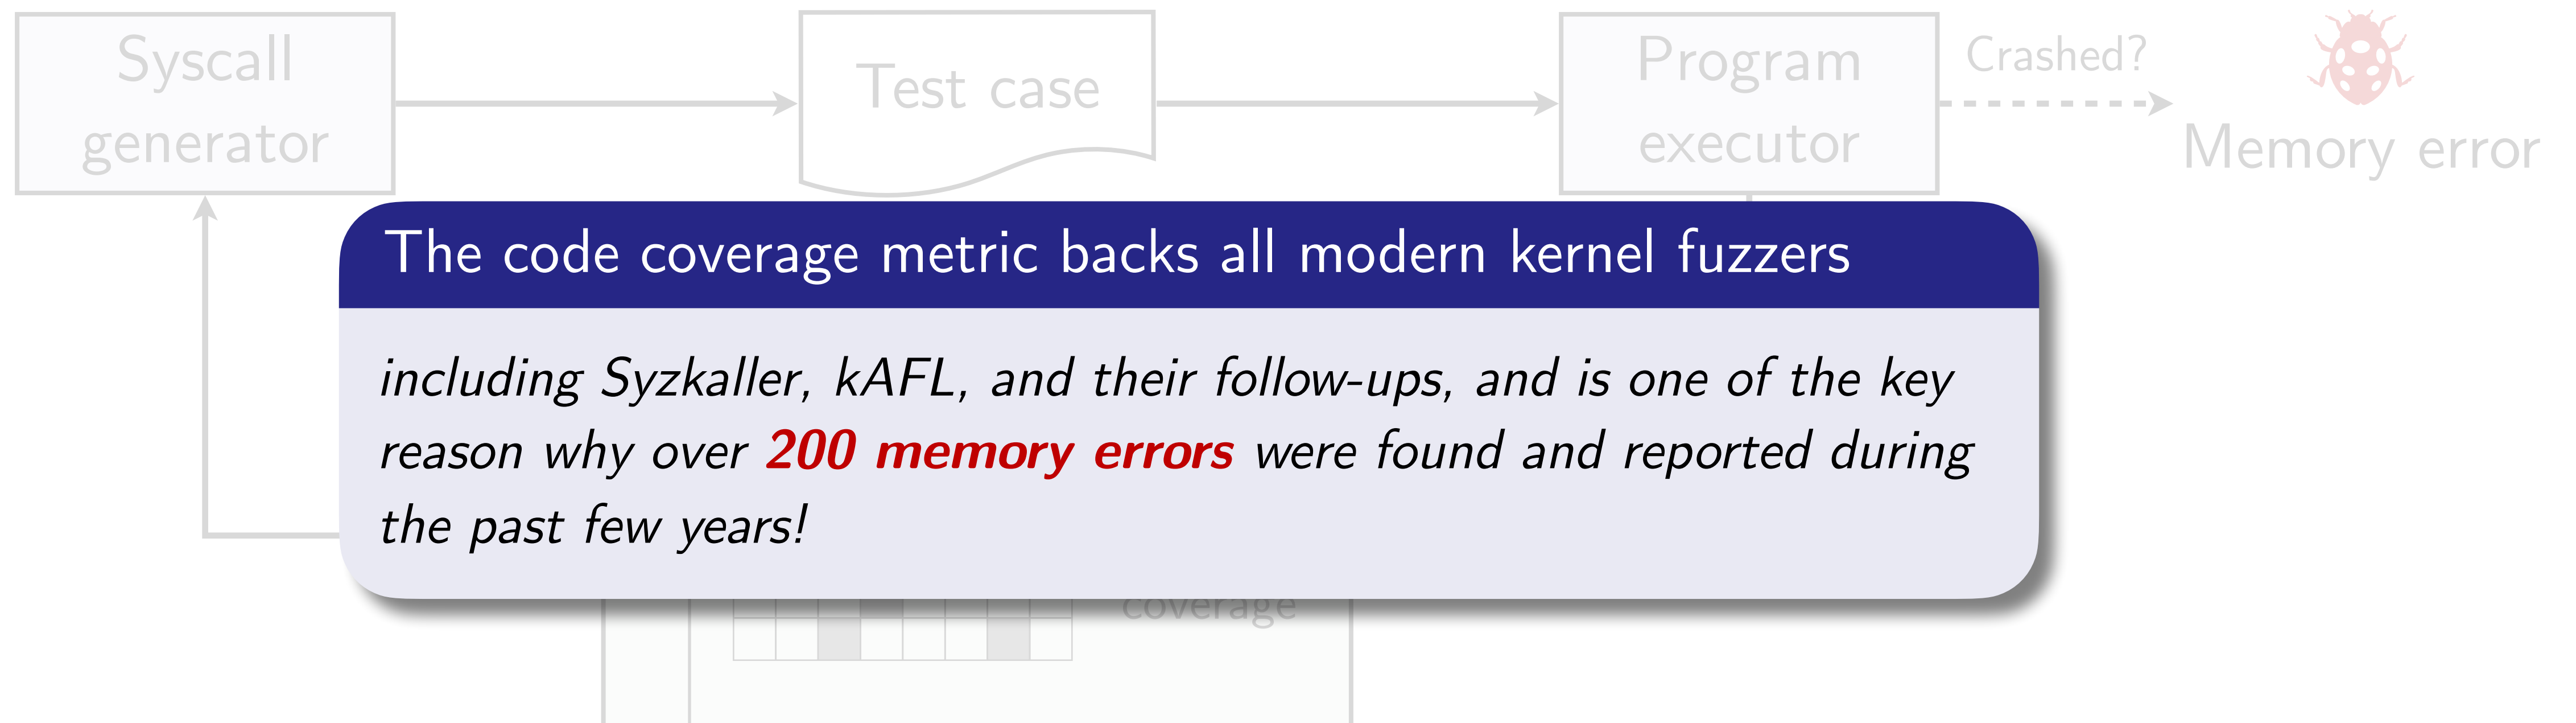 Syscall
generator
Test case
Program
executor
Crashed?
Memory error
The code coverage metric backs all modern kernel fuzzers
including Syzkaller, kAFL, and their follow-ups, and is one of the key
reason why over 200 memory errors were found and reported during
the past few years!
coverage